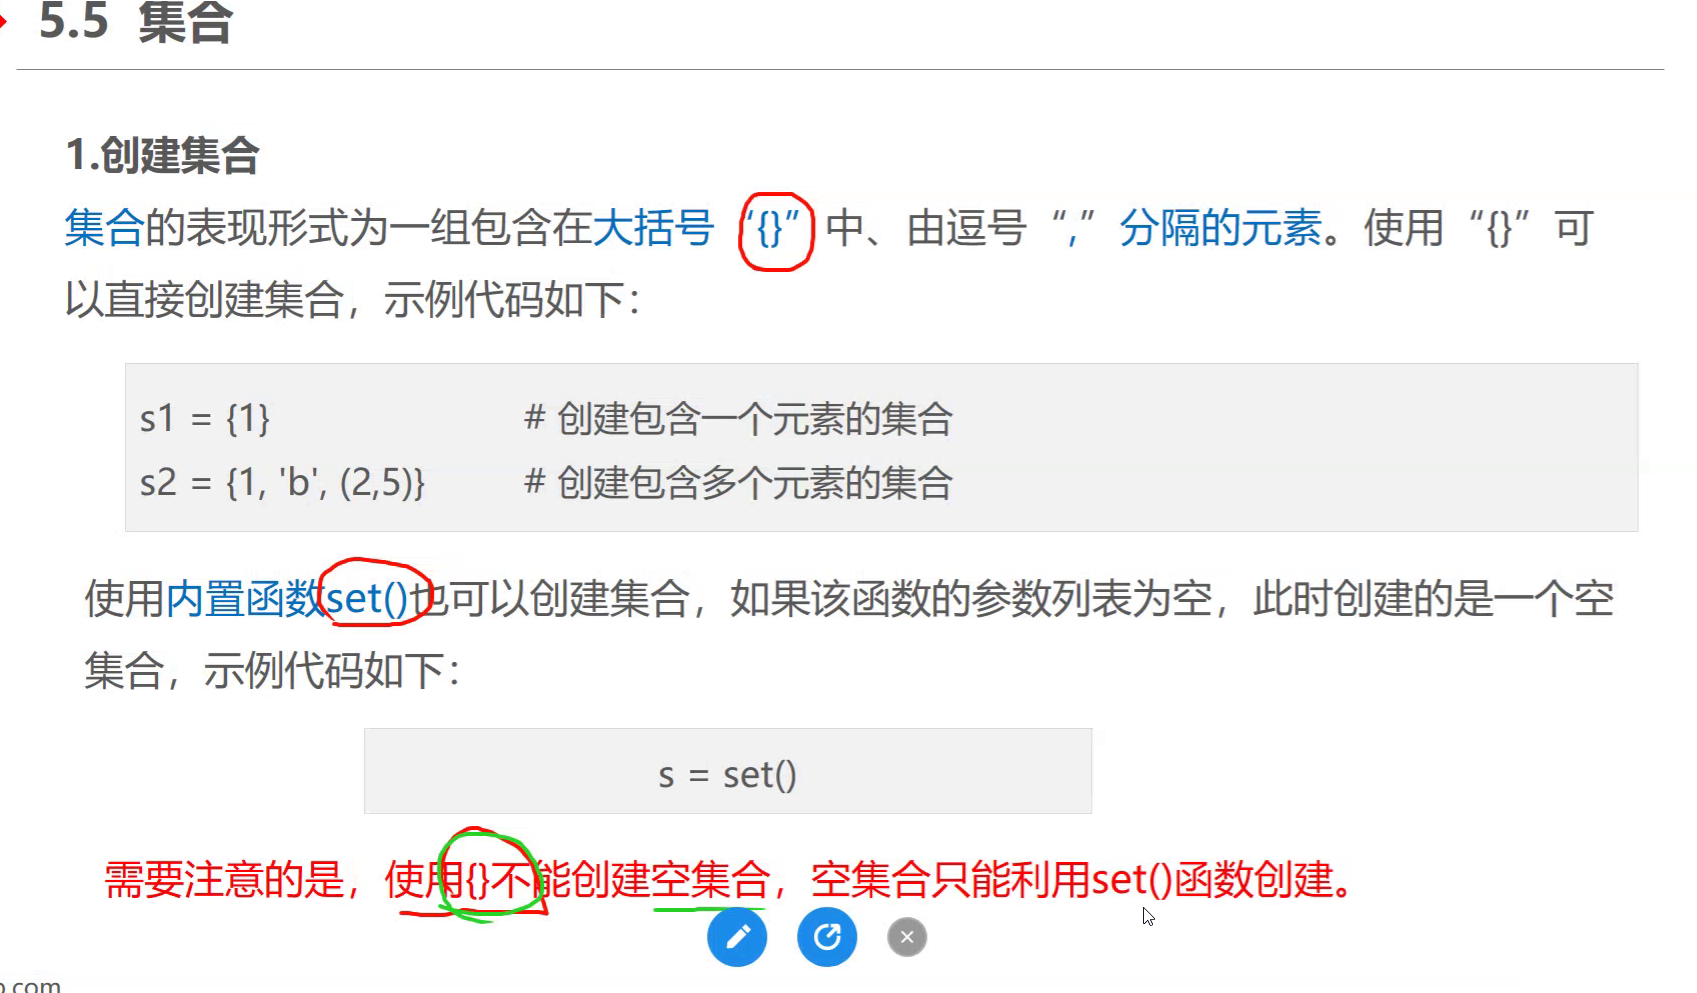 5.5 集合
1.创建集合
集合的表现形式为一组包含在大括号“{}”中、由逗号“,”分隔的元素。使用“{}”可
以直接创建集合，示例代码如下：
s1 = {1} # 创建包含一个元素的集合
s2 = {1, 'b', (2,5)} # 创建包含多个元素的集合
使用内置函数set()也可以创建集合，如果该函数的参数列表为空，此时创建的是一个空
集合，示例代码如下：
s = set()
需要注意的是，使用{}不能创建空集合，空集合只能利用set()函数创建。
.com